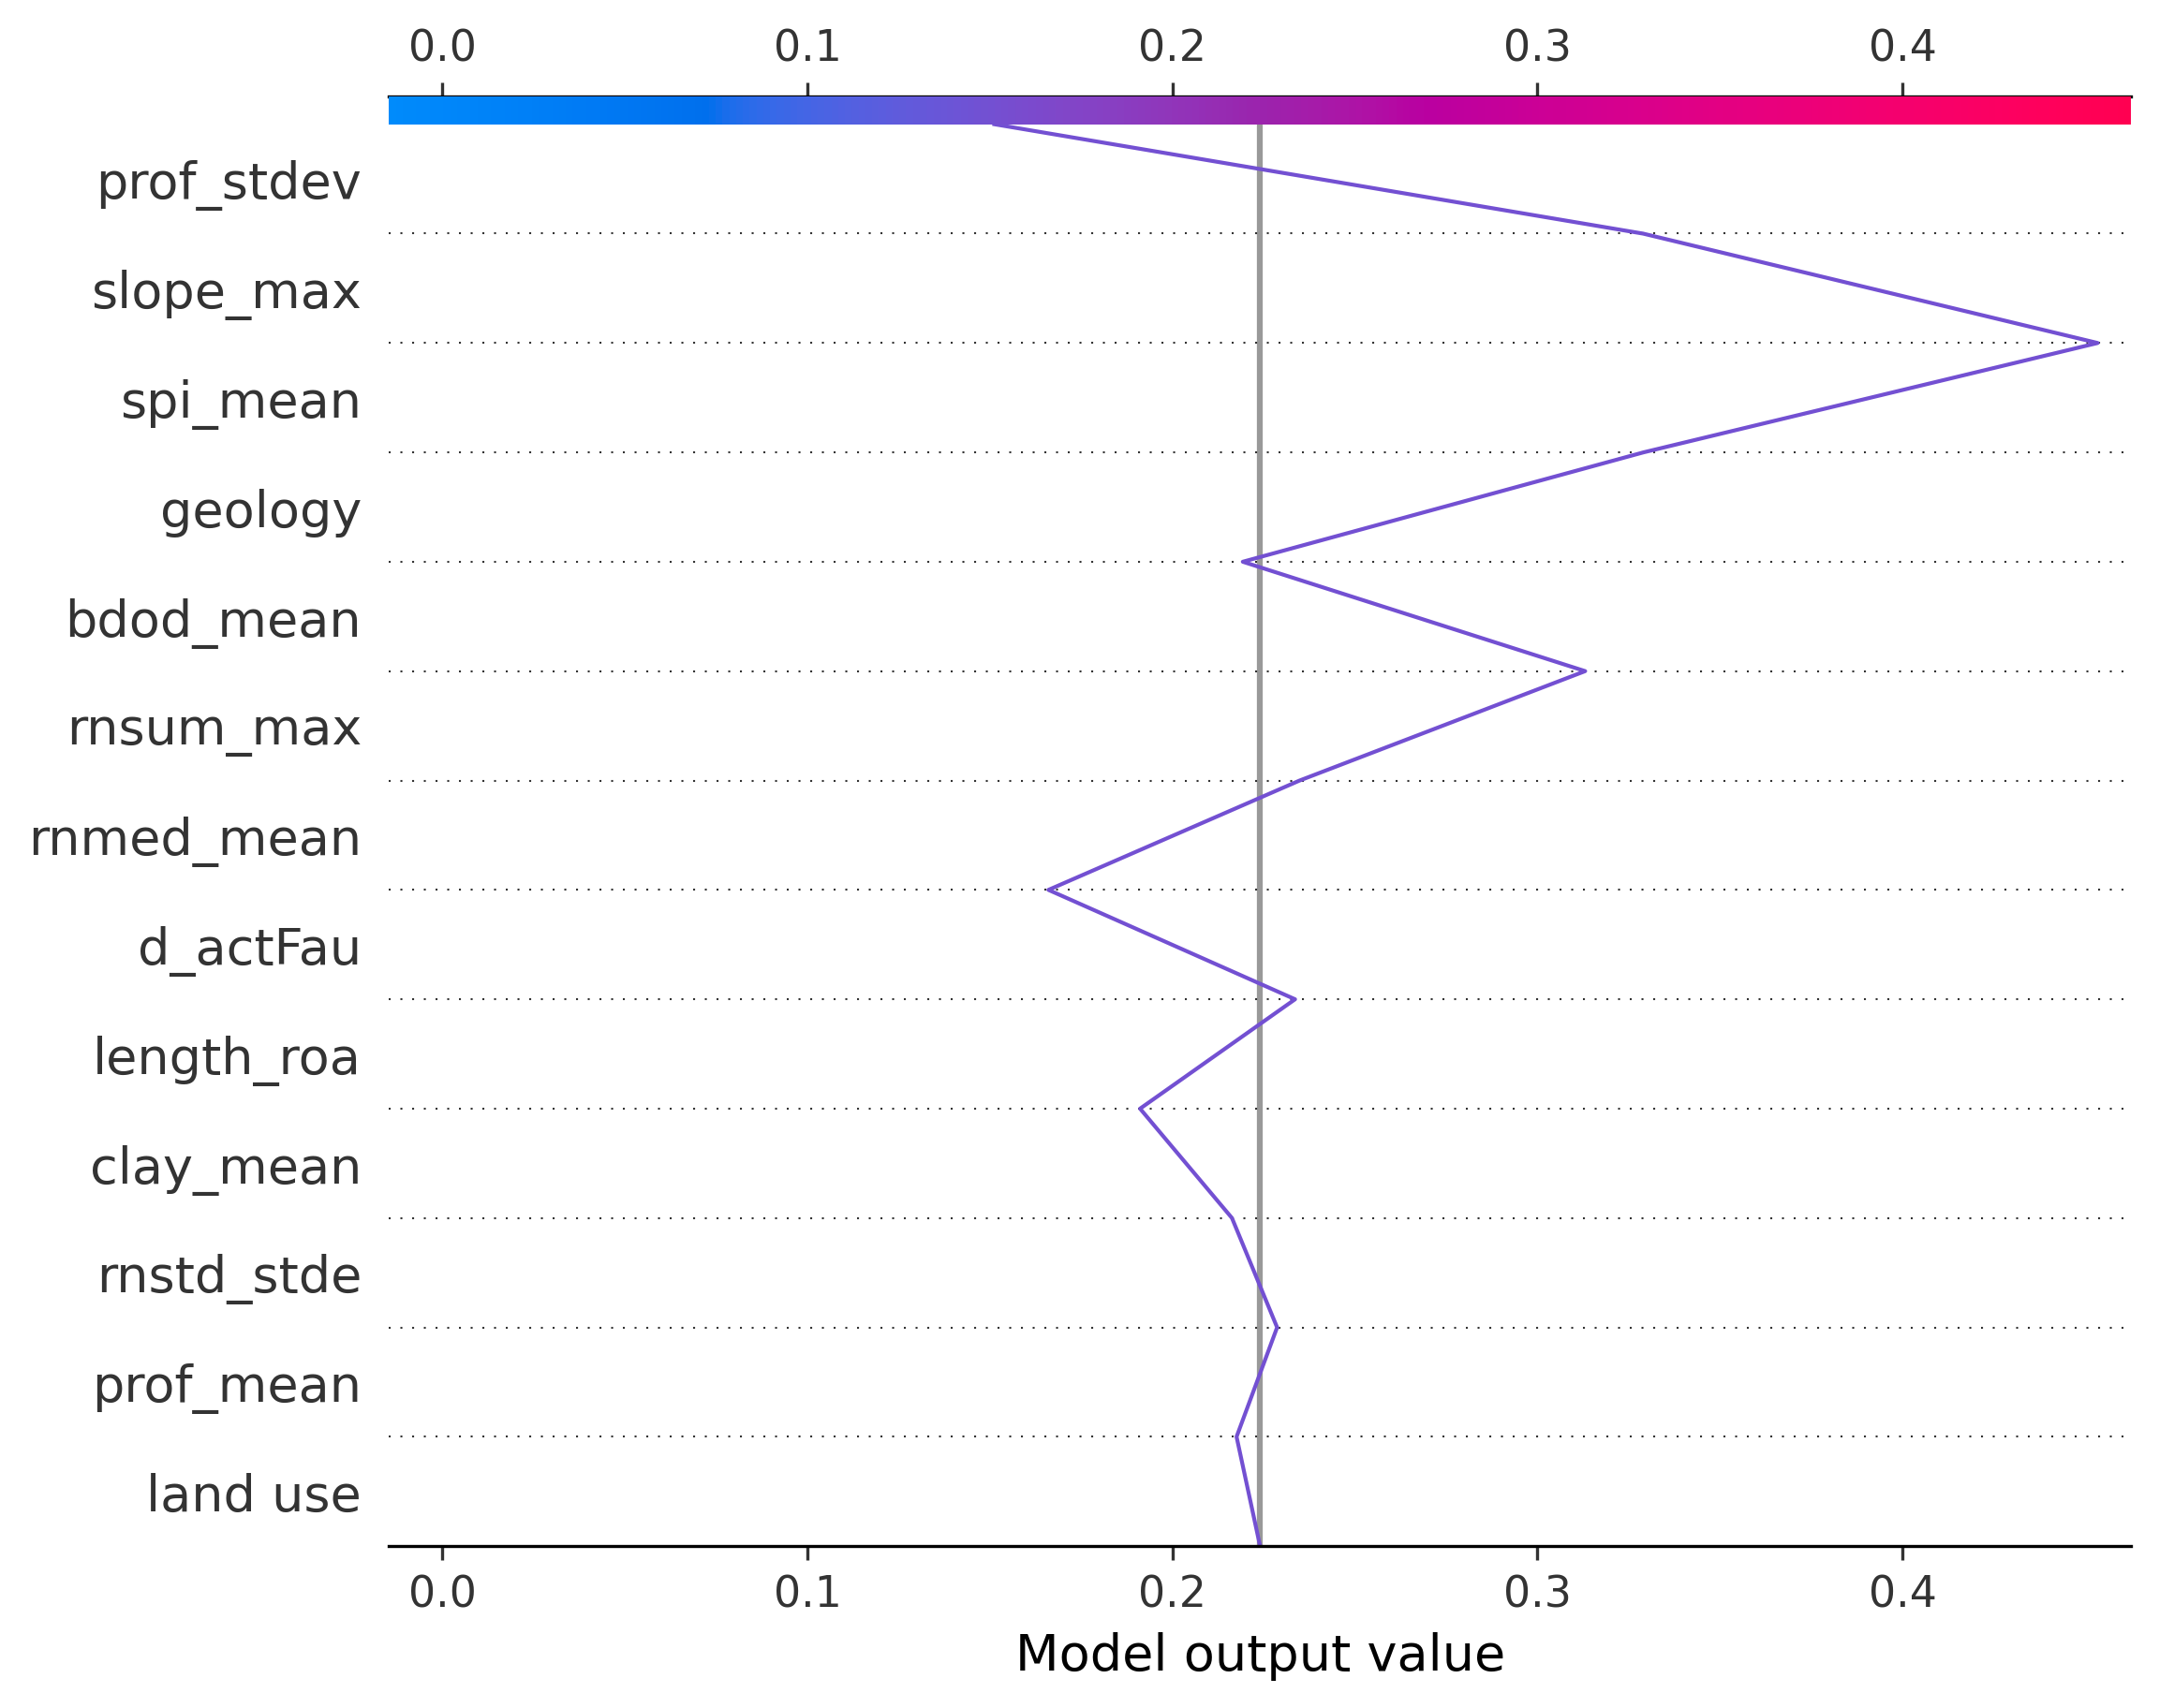 0.0 0.1 0.2 0.3 0.4
prof_stdev
slope_max
spi_mean
geology
bdod_mean
rnsum_max
rnmed_mean
d_actFau
length_roa
clay_mean
rnstd_stde
prof_mean
land use
0.0 0.1 0.2 0.3 0.4
Model output value